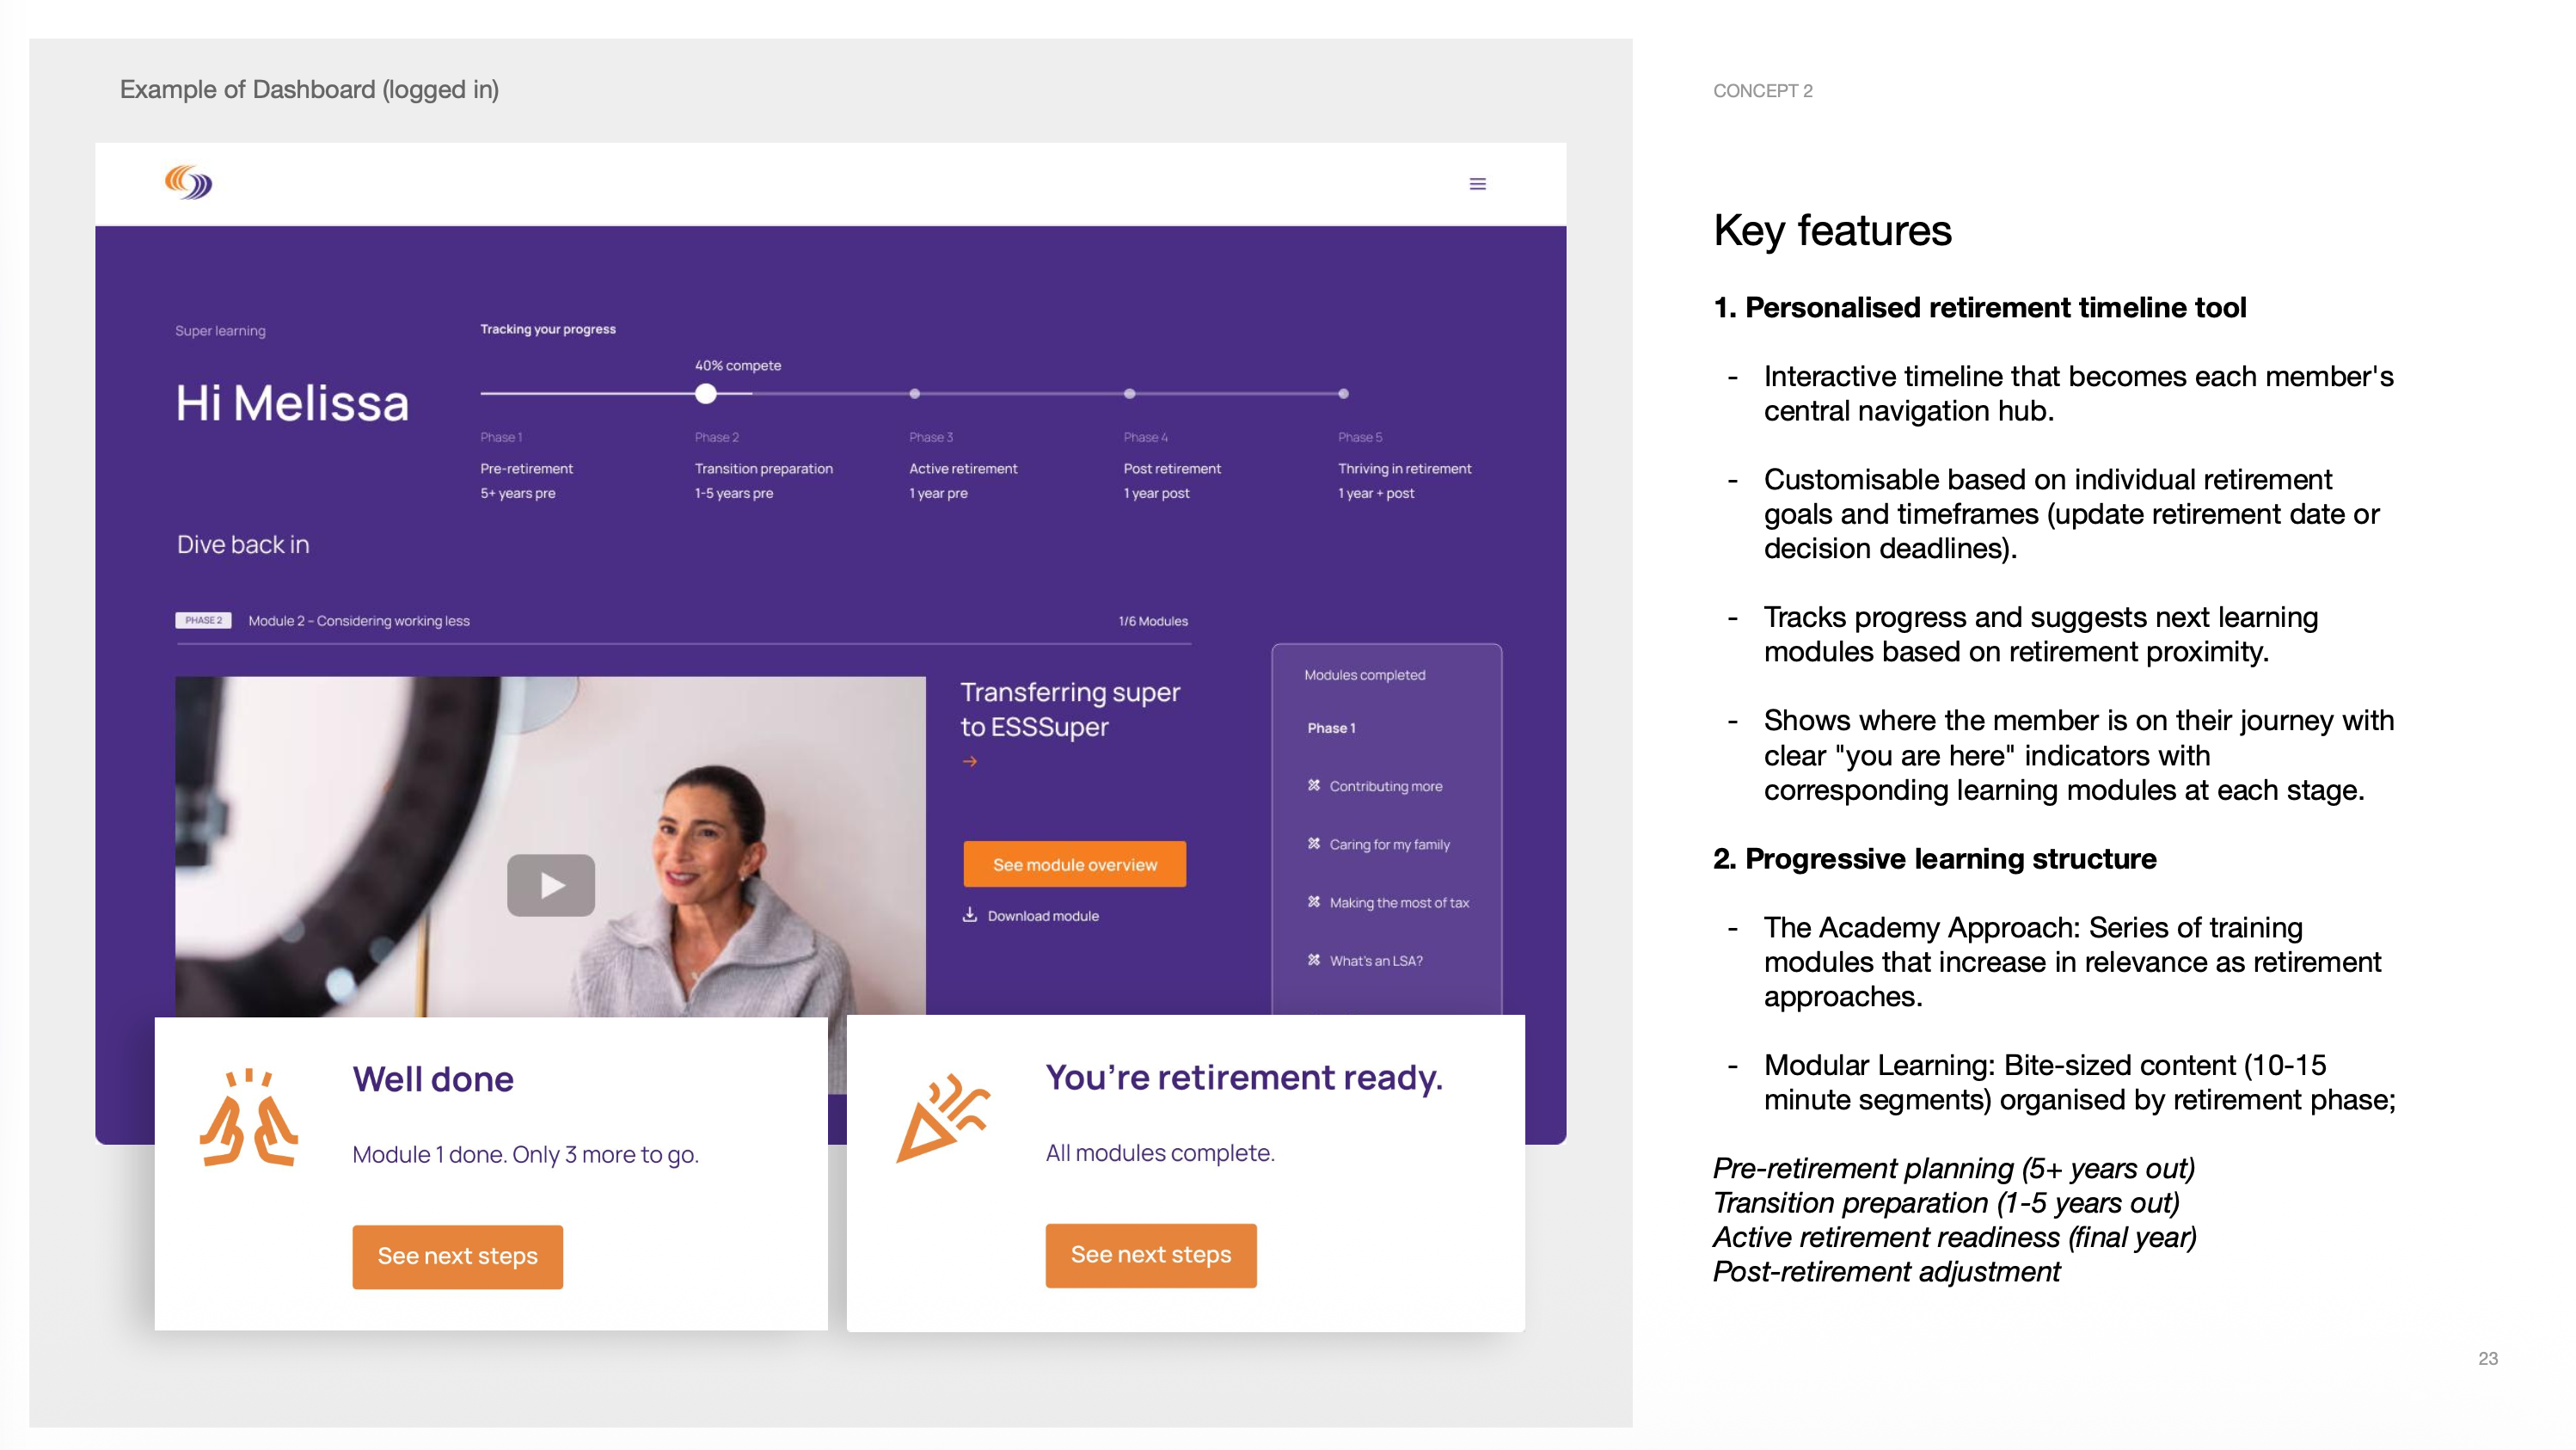 Example of Dashboard (logged in)
Super learning
Hi Melissa
Tracking your progress
40% compete
Phase 1
Pre-retirement
5+ years pre
Phase 2
Transition preparation
1-5 years pre
Phase 3
Active retirement
1 year pre
Phase 4
Post retirement
1 year post
Phase 5
Thriving in retirement
1 year + post
Dive back in
PHASE 2 Module 2 – Considering working less 1/6 Modules
Transferring super
to ESSSuper
See module overview
Download module
Modules completed
Phase 1
Contributing more
Caring for my family
Making the most of tax
What's an LSA?
Well done
Module 1 done. Only 3 more to go.
See next steps
You're retirement ready.
All modules complete.
See next steps
CONCEPT 2
Key features
1. Personalised retirement timeline tool
- Interactive timeline that becomes each member's
central navigation hub.
- Customisable based on individual retirement
goals and timeframes (update retirement date or
decision deadlines).
- Tracks progress and suggests next learning
modules based on retirement proximity.
- Shows where the member is on their journey with
clear "you are here" indicators with
corresponding learning modules at each stage.
2. Progressive learning structure
- The Academy Approach: Series of training
modules that increase in relevance as retirement
approaches.
- Modular Learning: Bite-sized content (10-15
minute segments) organised by retirement phase;
Pre-retirement planning (5+ years out)
Transition preparation (1-5 years out)
Active retirement readiness (final year)
Post-retirement adjustment
23